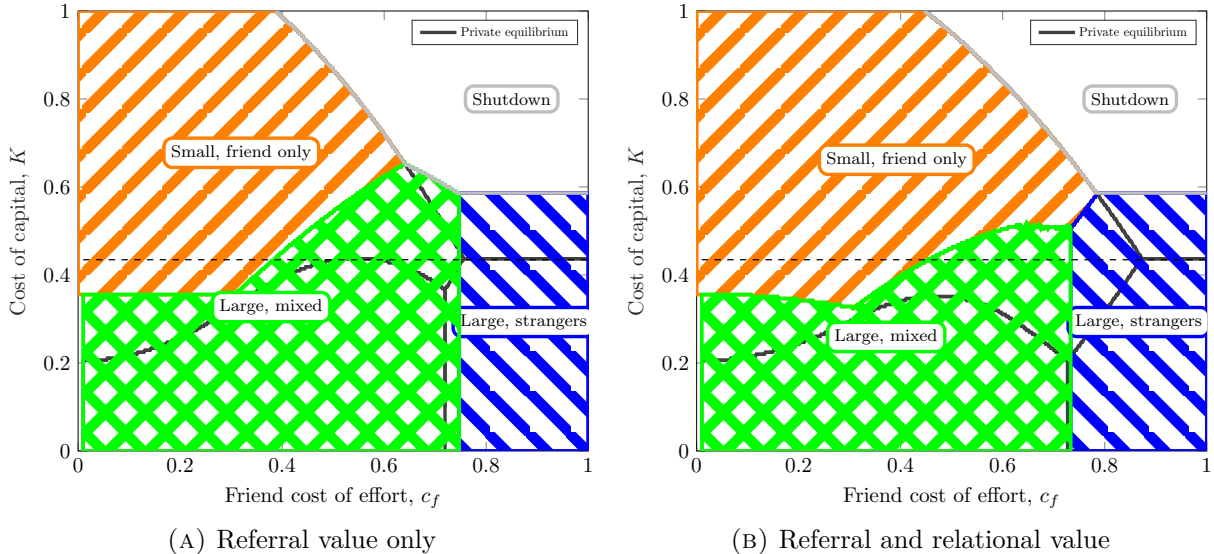 1
0.8
0.6
0.4
0.2
0
0
0.2
0.4
0.6
0.8
1
Cost of capital, K
Friend cost of effort, c_f
Private equilibrium
Shutdown
Small, friend only
Large, mixed
Large, strangers
(A) Referral value only
1
0.8
0.6
0.4
0.2
0
0
0.2
0.4
0.6
0.8
1
Cost of capital, K
Friend cost of effort, c_f
Private equilibrium
Shutdown
Small, friend only
Large, mixed
Large, strangers
(B) Referral and relational value